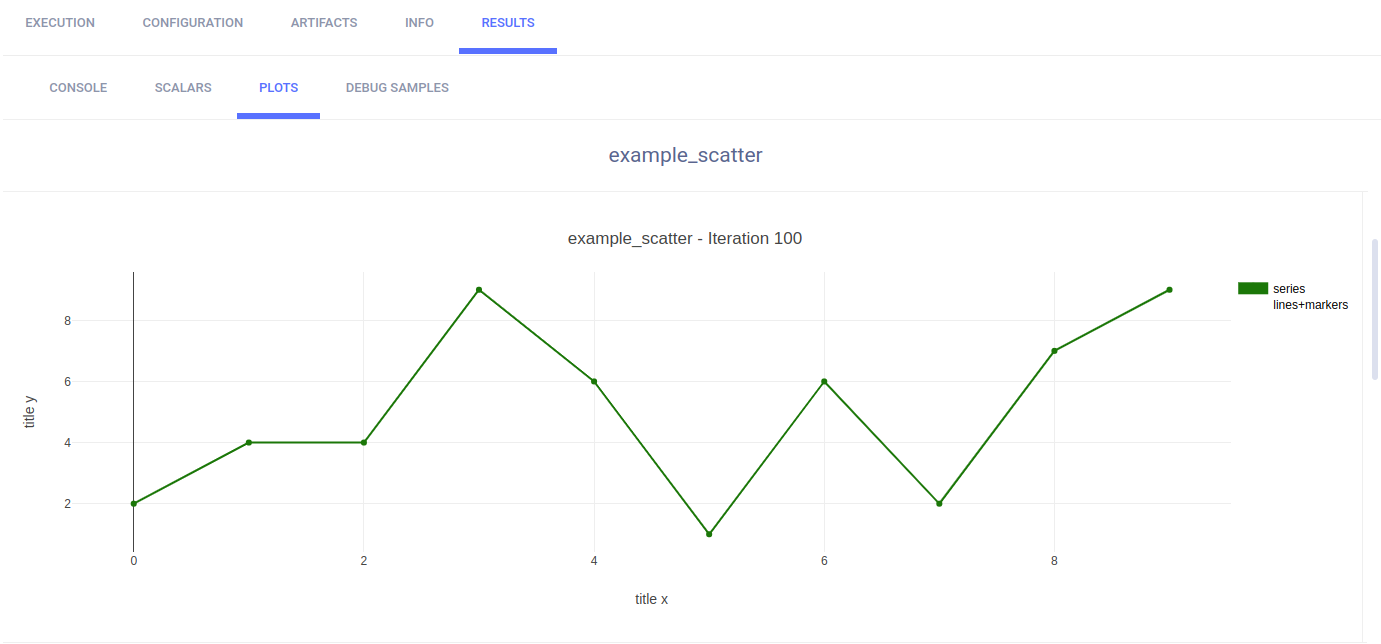 EXECUTION CONFIGURATION ARTIFACTS INFO RESULTS
CONSOLE SCALARS PLOTS DEBUG SAMPLES
example_scatter
example_scatter - Iteration 100
series
lines+markers
8
6
4
2
title y
0 2 4 6 8
title x